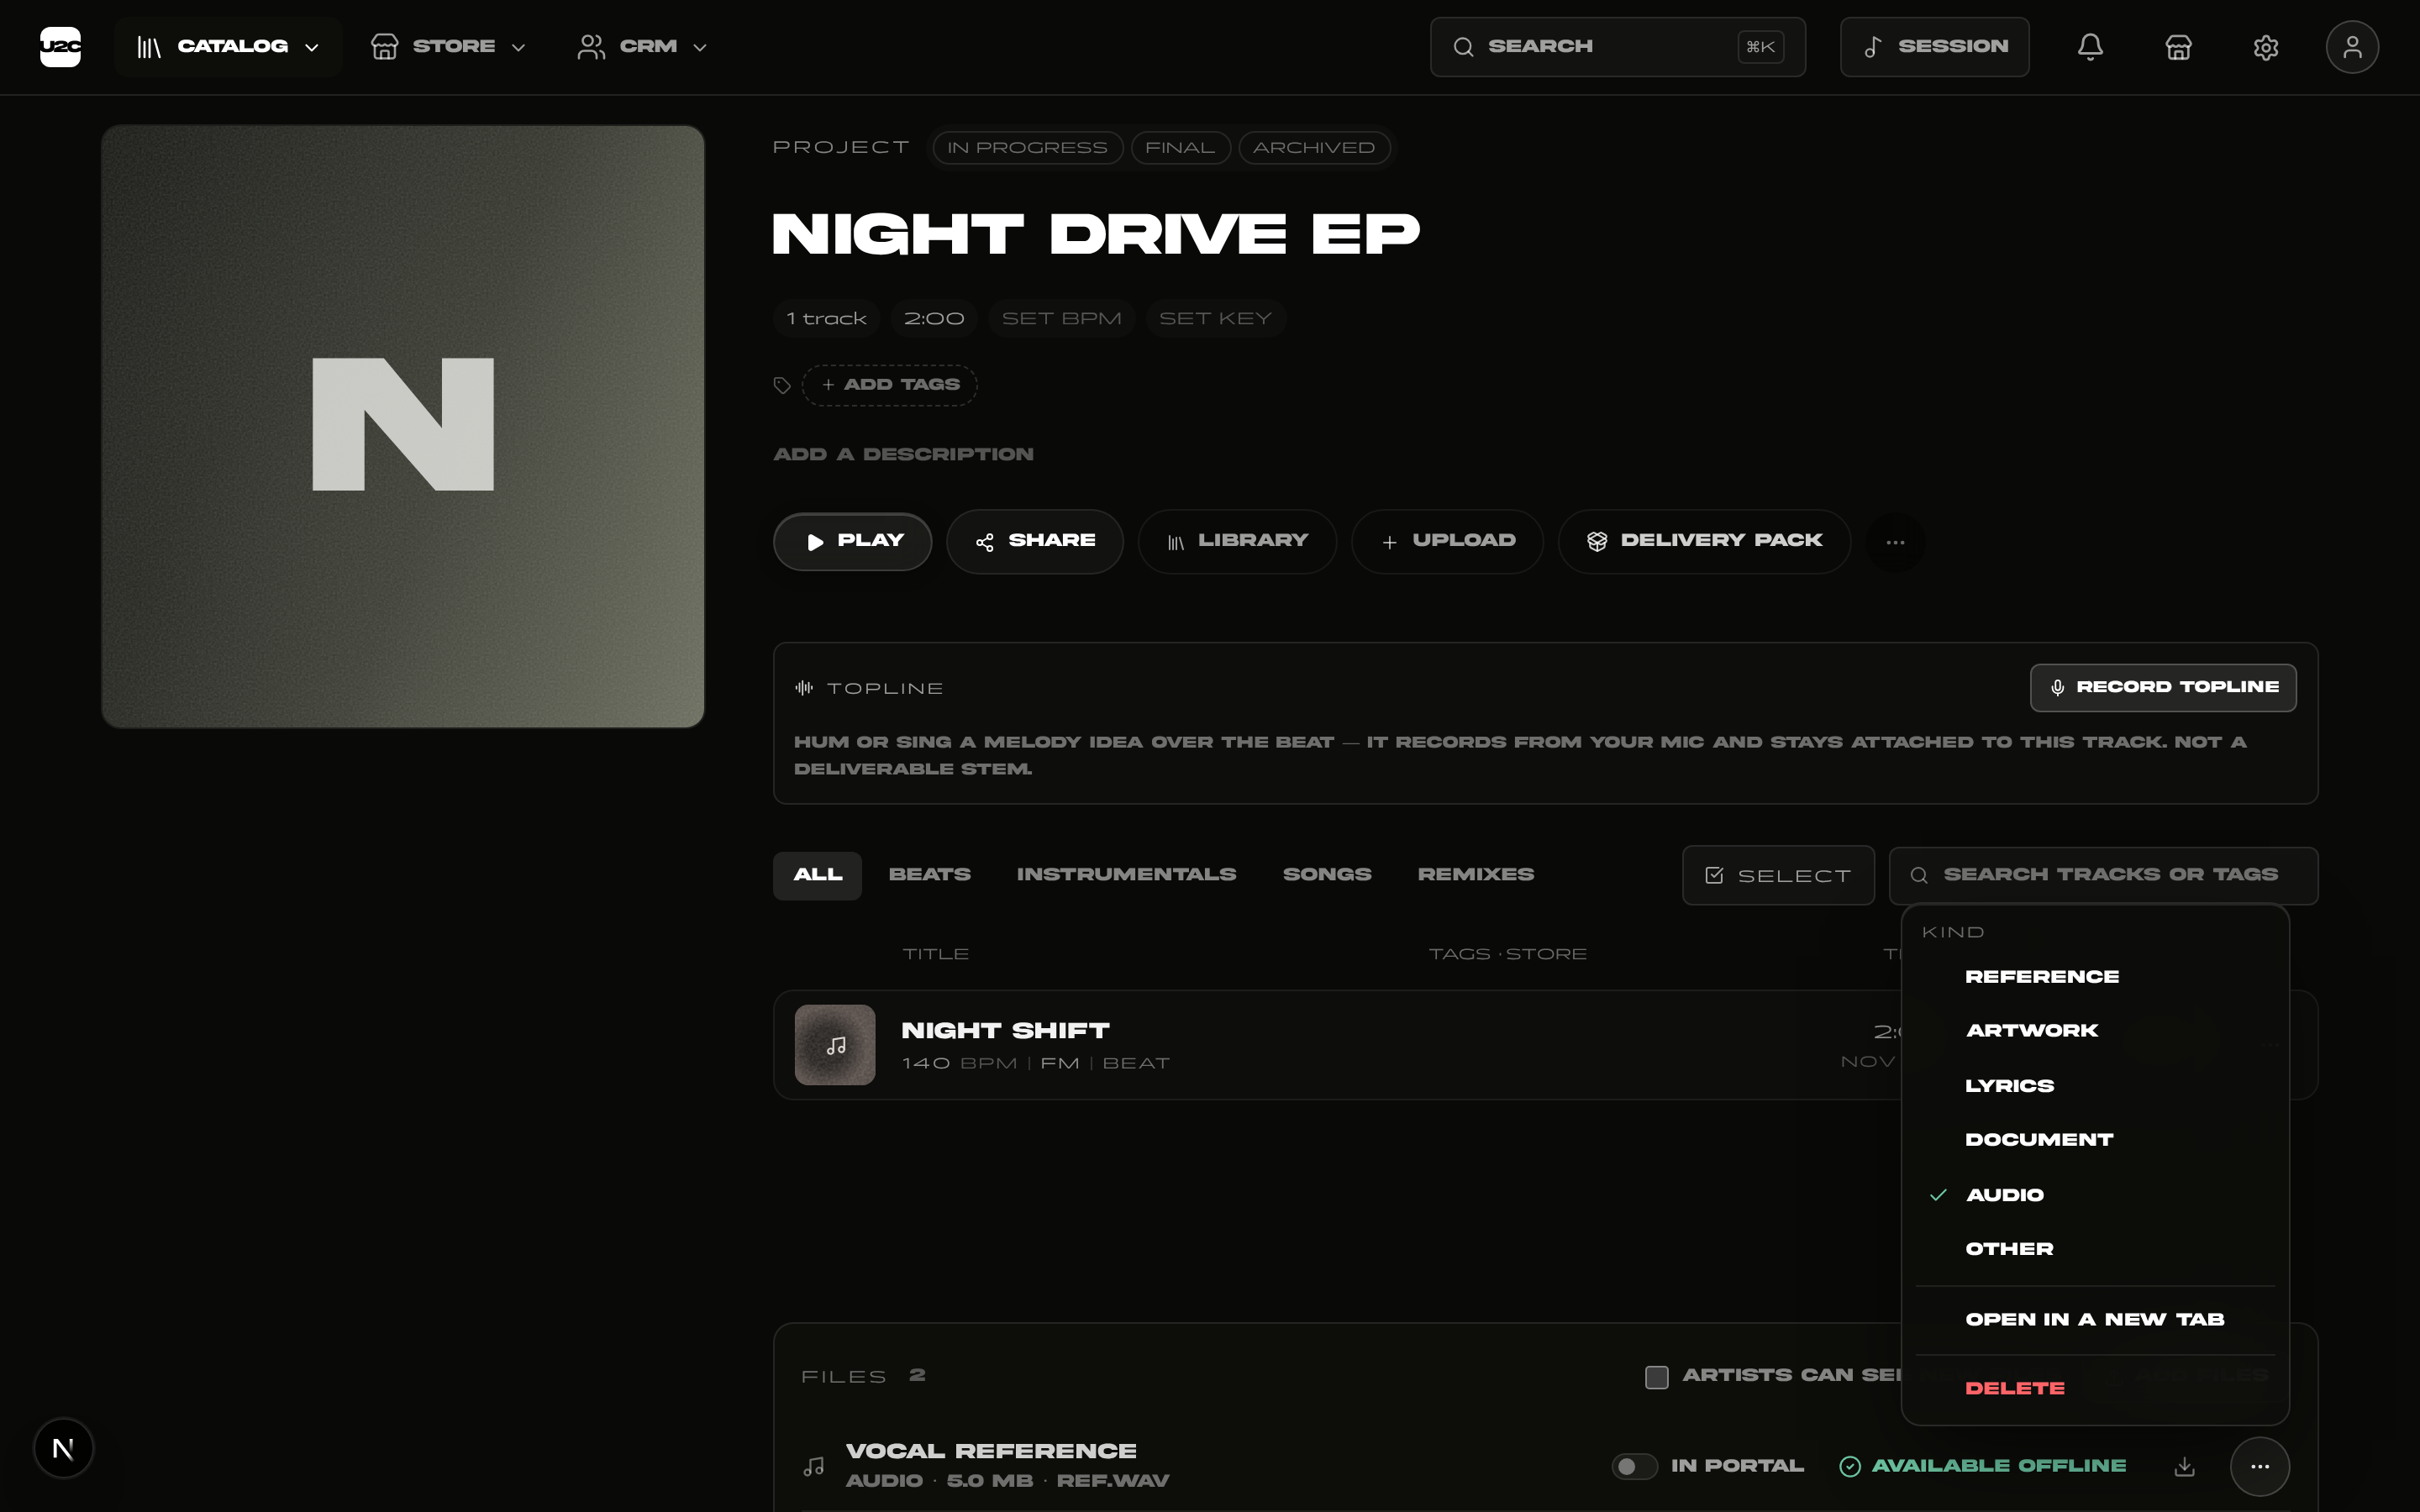 U2C CATALOG STORE CRM SEARCH ⌘K SESSION
PROJECT IN PROGRESS FINAL ARCHIVED
NIGHT DRIVE EP
N
1 track 2:00 SET BPM SET KEY
+ ADD TAGS
ADD A DESCRIPTION
PLAY SHARE LIBRARY + UPLOAD DELIVERY PACK ...
TOPLINE RECORD TOPLINE
HUM OR SING A MELODY IDEA OVER THE BEAT — IT RECORDS FROM YOUR MIC AND STAYS ATTACHED TO THIS TRACK. NOT A
DELIVERABLE STEM.
ALL BEATS INSTRUMENTALS SONGS REMIXES SELECT SEARCH TRACKS OR TAGS
TITLE TAGS · STORE
NIGHT SHIFT
140 BPM | FM | BEAT NOV
KIND
REFERENCE
ARTWORK
LYRICS
DOCUMENT
AUDIO
OTHER
OPEN IN A NEW TAB
DELETE
FILES 2 ARTISTS CAN
VOCAL REFERENCE
AUDIO · 5.0 MB · REF.WAV
IN PORTAL AVAILABLE OFFLINE ...
N